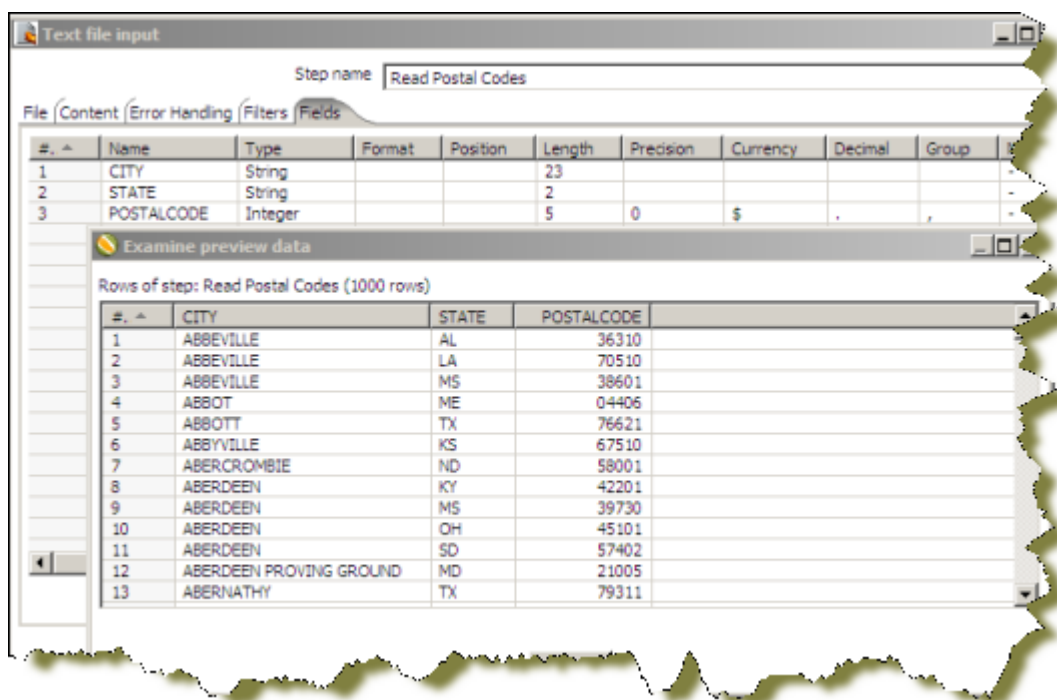 Text file input
Step name Read Postal Codes
File Content Error Handling Filters Fields
#. Name Type Format Position Length Precision Currency Decimal Group
1 CITY String 23 -
2 STATE String 2 -
3 POSTALCODE Integer 5 0 $ . , -
Examine preview data
Rows of step: Read Postal Codes (1000 rows)
#. CITY STATE POSTALCODE
1 ABBEVILLE AL 36310
2 ABBEVILLE LA 70510
3 ABBEVILLE MS 38601
4 ABBOT ME 04406
5 ABBOTT TX 76621
6 ABBYVILLE KS 67510
7 ABERCROMBIE ND 58001
8 ABERDEEN KY 42201
9 ABERDEEN MS 39730
10 ABERDEEN OH 45101
11 ABERDEEN SD 57402
12 ABERDEEN PROVING GROUND MD 21005
13 ABERNATHY TX 79311